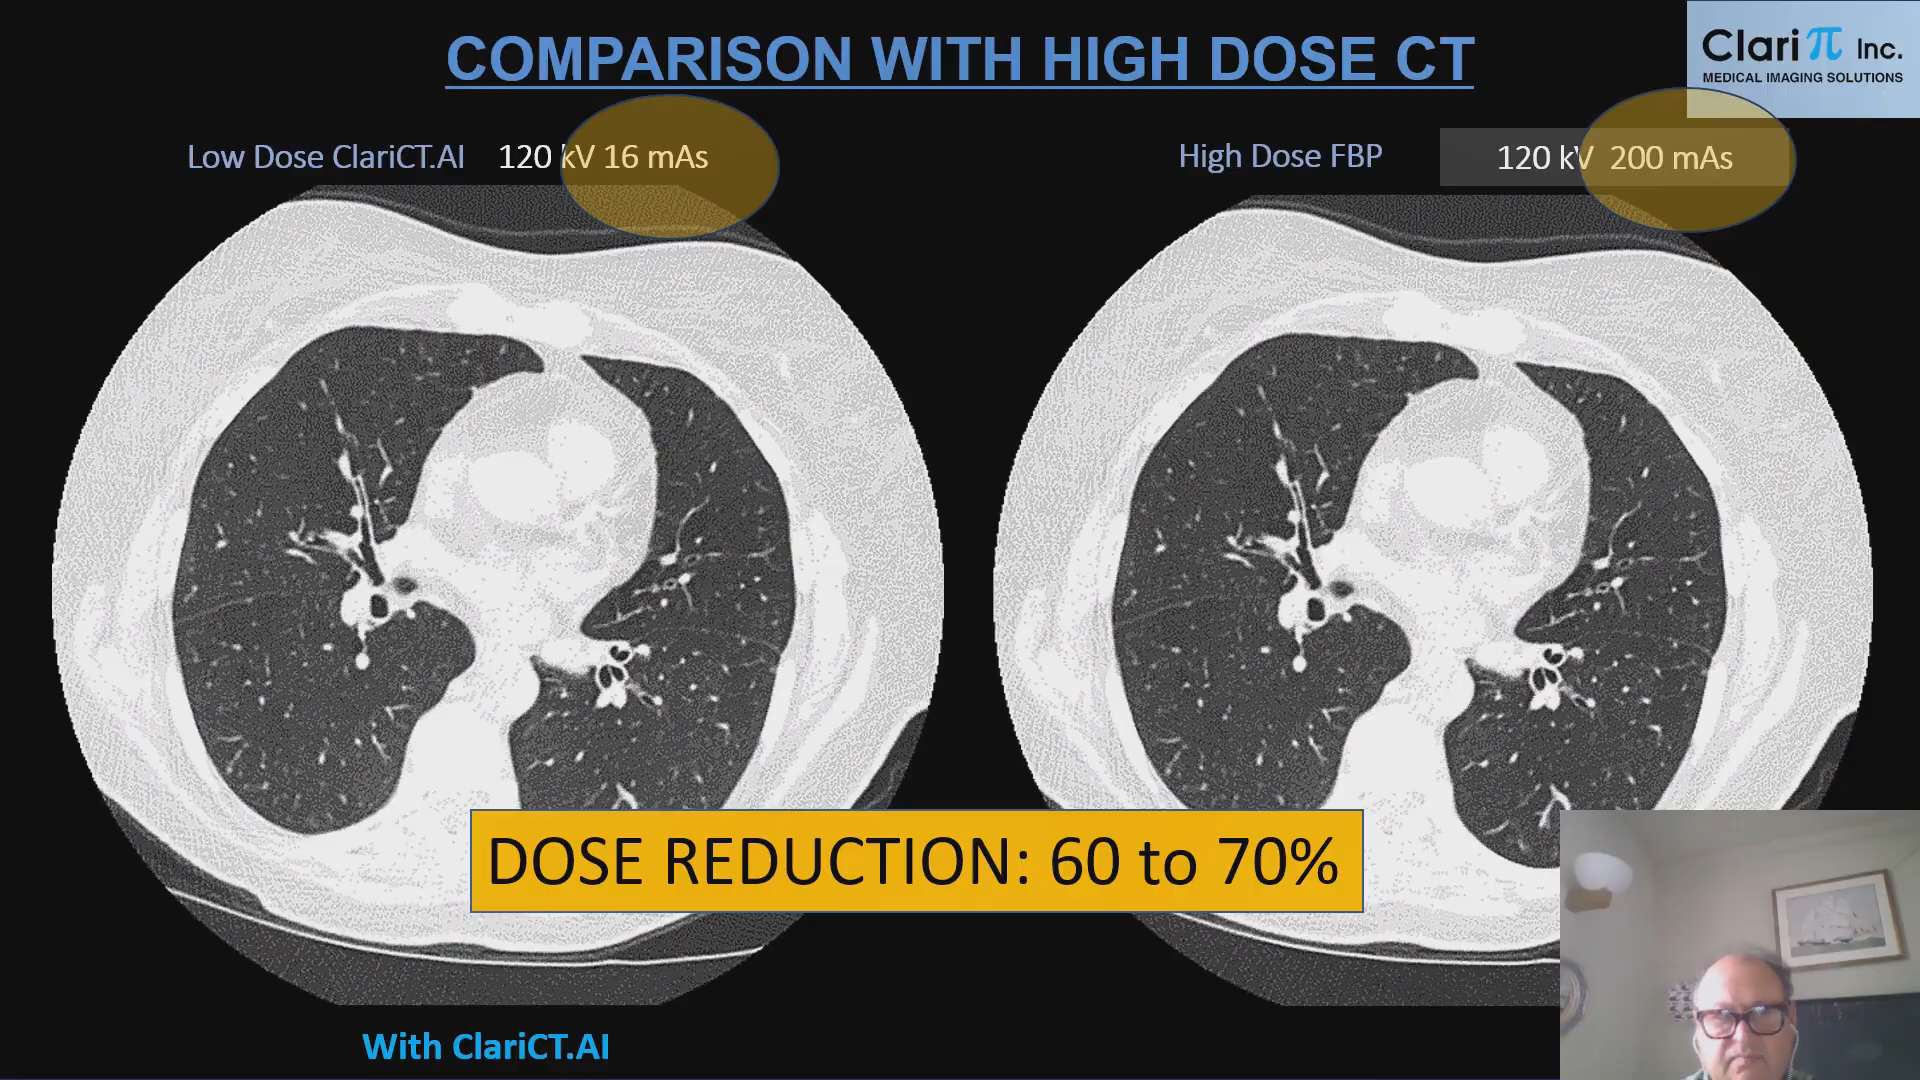 COMPARISON WITH HIGH DOSE CT
Clariπ Inc.
MEDICAL IMAGING SOLUTIONS
Low Dose ClariCT.AI 120 kV 16 mAs
High Dose FBP 120 kV 200 mAs
DOSE REDUCTION: 60 to 70%
With ClariCT.AI